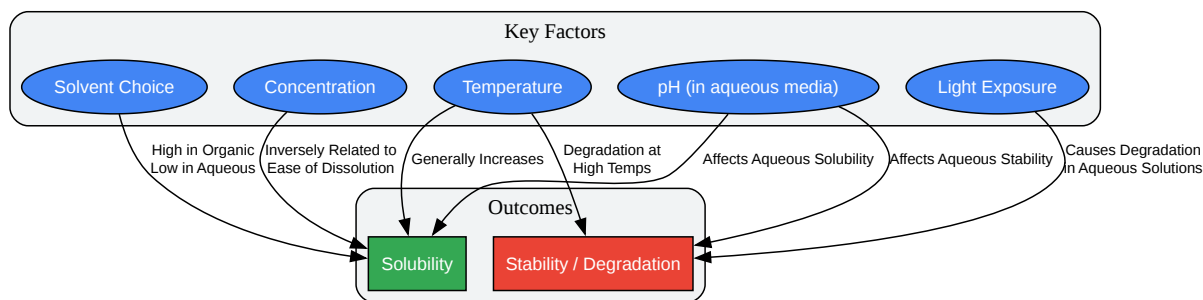 Key Factors
Solvent Choice
Concentration
Temperature
pH (in aqueous media)
Light Exposure
High in Organic
Low in Aqueous
Inversely Related to
Ease of Dissolution
Generally Increases
Degradation at
High Temps
Affects Aqueous Solubility
Affects Aqueous Stability
Causes Degradation
in Aqueous Solutions
Outcomes
Solubility
Stability / Degradation